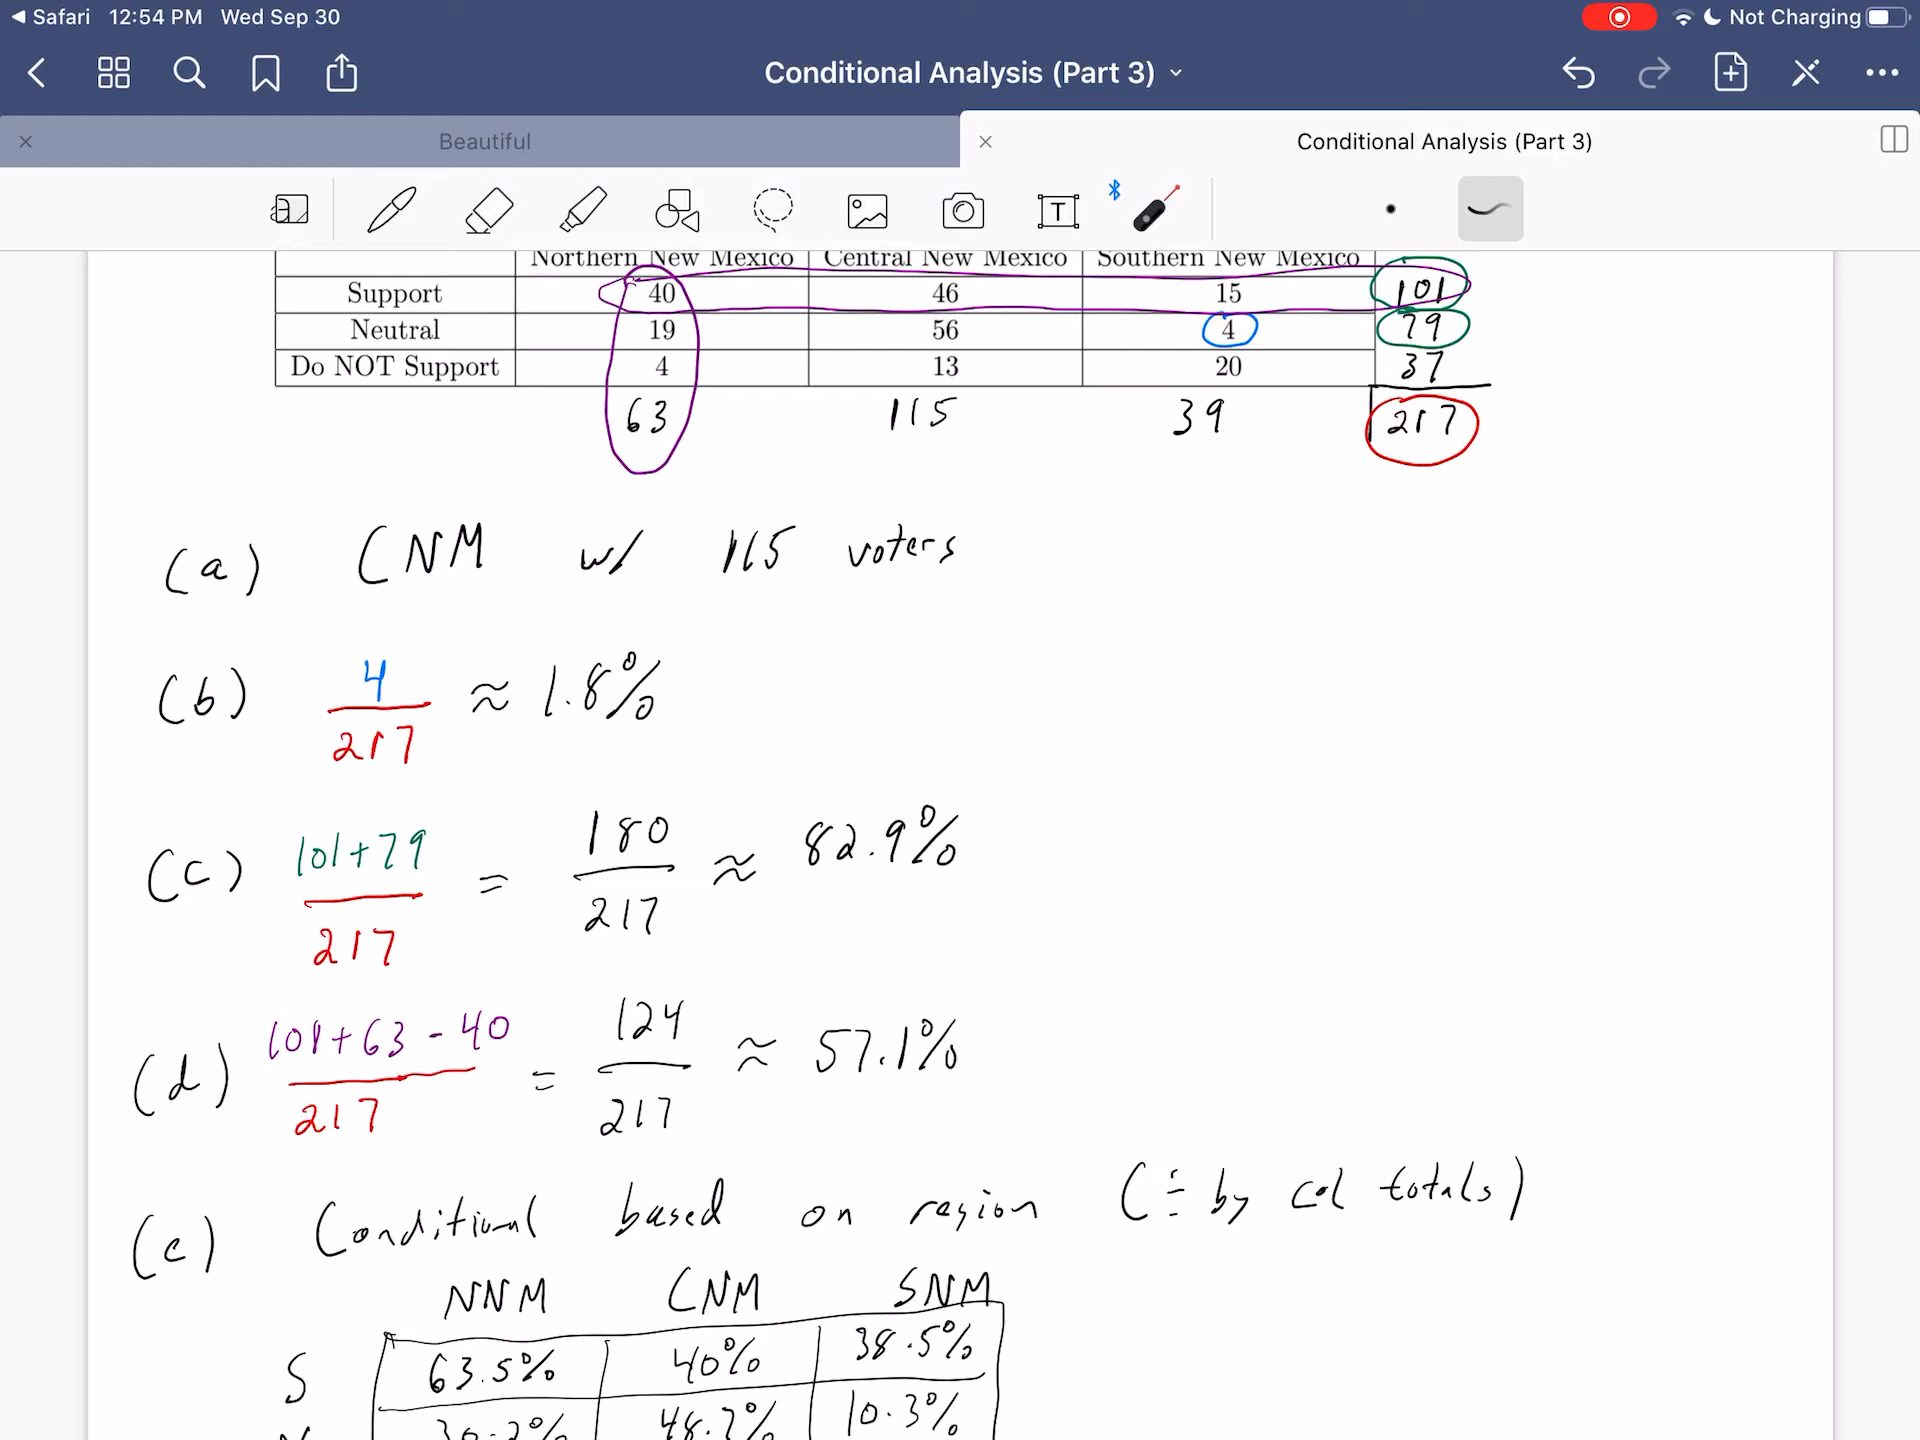 Safari 12:54 PM Wed Sep 30 Not Charging
Conditional Analysis (Part 3)
Beautiful Conditional Analysis (Part 3)
Northern New Mexico Central New Mexico Southern New Mexico
Support 40 46 15 101
Neutral 19 56 4 79
Do NOT Support 4 13 20 37
63 115 39 217
(a) CNM w/ 115 voters
(b) 4/217 ≈ 1.8%
(c) 101+79/217 = 180/217 ≈ 82.9%
(d) 101+63-40/217 = 124/217 ≈ 57.1%
(e) Conditional based on region (÷ by col totals)
NNM CNM SNM
S 63.5% 40% 38.5%
30.2% 48.7% 10.3%